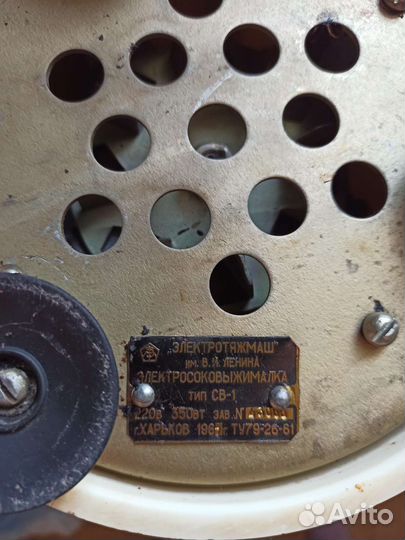 "ЭЛЕКТРОТЯЖМАШ"
ИМ. В.И. ЛЕНИНА
ЭЛЕКТРОСОКОВЫЖИМАЛКА
ТИП СВ-1
220В 350ВТ ЗАВ.N
Г.ХАРЬКОВ ТУ79-26-61
Avito